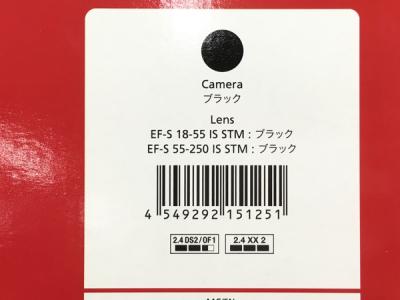 Camera
ブラック
Lens
EF-S 18-55 IS STM : ブラック
EF-S 55-250 IS STM : ブラック
4 549292 151251
2.4 DS2/OF1 2.4 XX 2